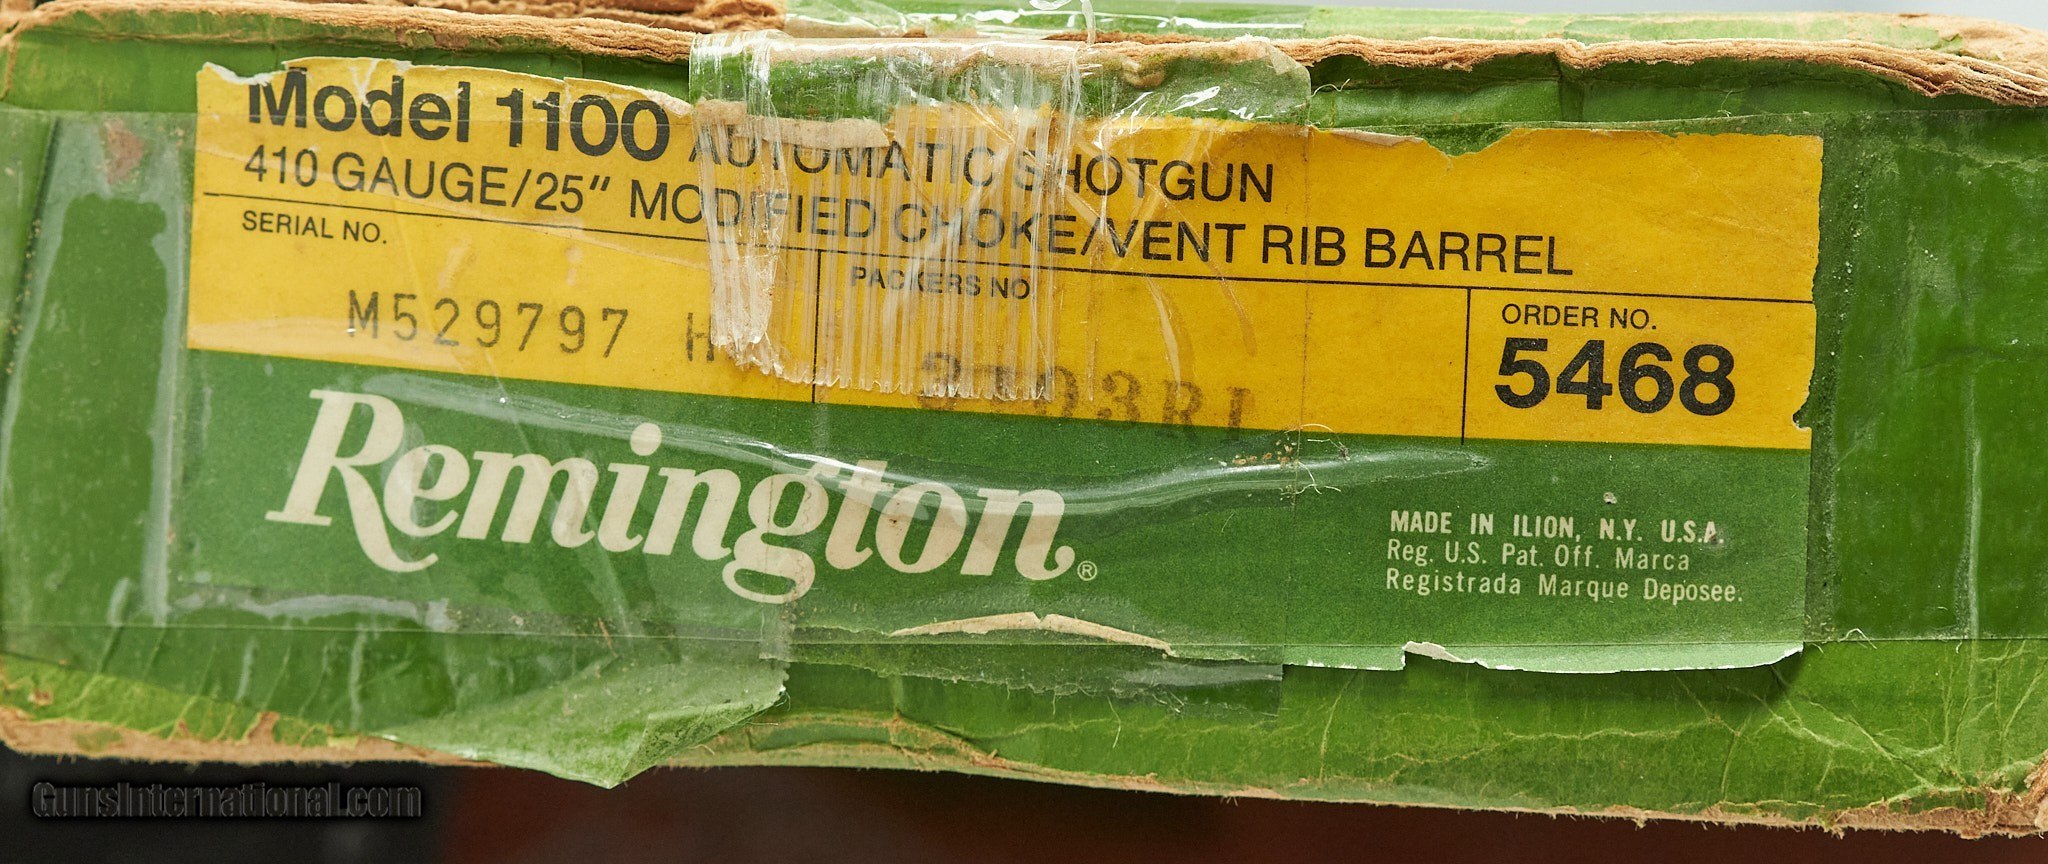 Model 1100 AUTOMATIC SHOTGUN
410 GAUGE/25" MODIFIED CHOKE/VENT RIB BARREL
SERIAL NO.
M529797
PACKERS NO
ORDER NO.
5468
Remington®
MADE IN ILION, N.Y. U.S.A.
Reg. U.S. Pat. Off. Marca
Registrada Marque Deposee.
GunsInternational.com